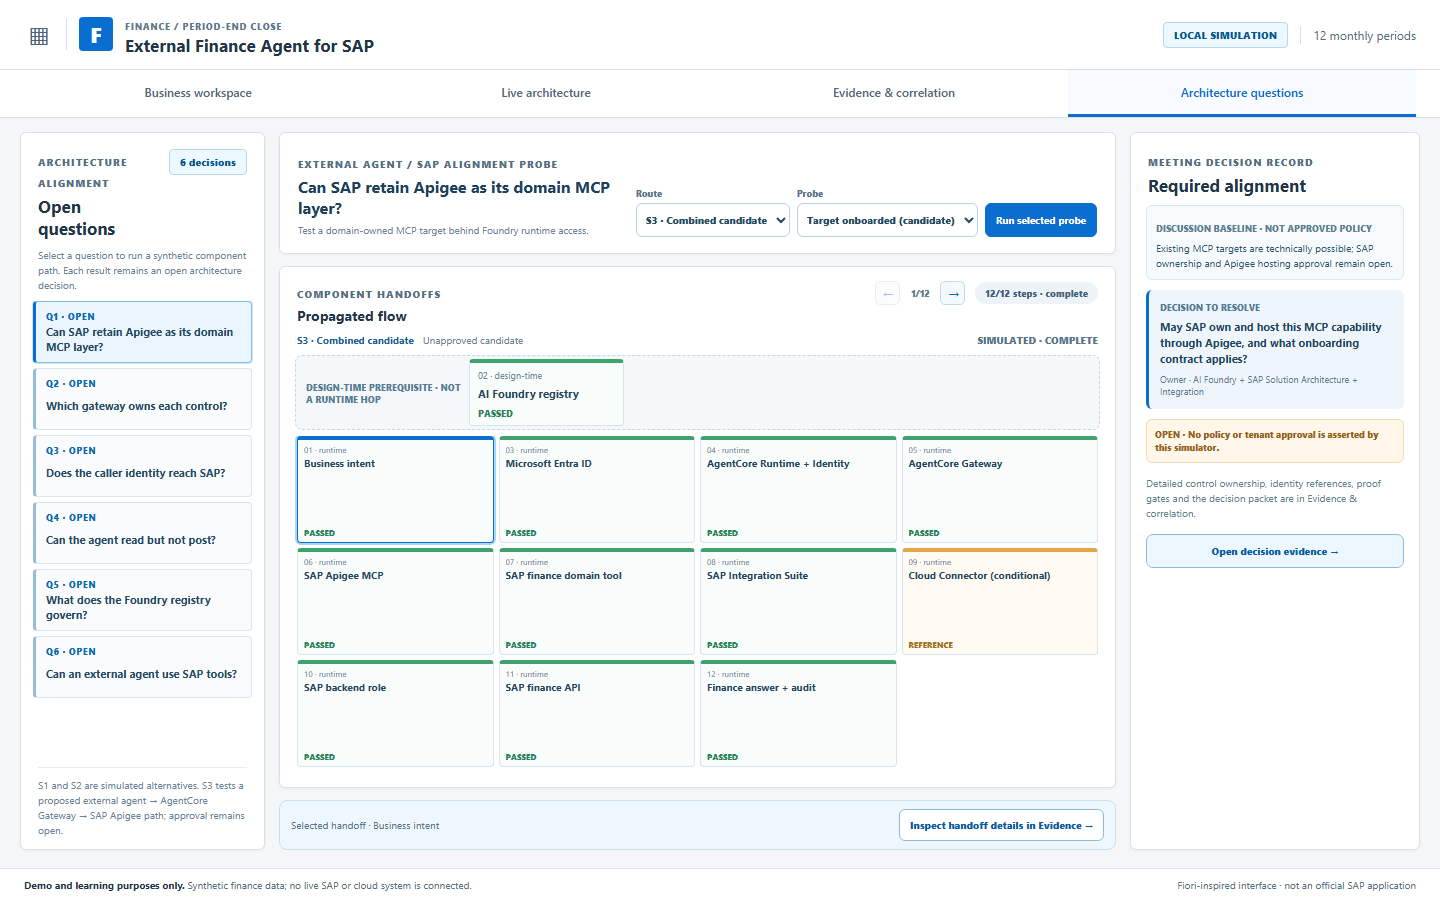 F
FINANCE / PERIOD-END CLOSE
External Finance Agent for SAP
LOCAL SIMULATION
12 monthly periods
Business workspace
Live architecture
Evidence & correlation
Architecture questions
ARCHITECTURE
ALIGNMENT
6 decisions
Open
questions
Select a question to run a synthetic component
path. Each result remains an open architecture
decision.
Q1 · OPEN
Can SAP retain Apigee as its domain
MCP layer?
Q2 · OPEN
Which gateway owns each control?
Q3 · OPEN
Does the caller identity reach SAP?
Q4 · OPEN
Can the agent read but not post?
Q5 · OPEN
What does the Foundry registry
govern?
Q6 · OPEN
Can an external agent use SAP tools?
S1 and S2 are simulated alternatives. S3 tests a
proposed external agent → AgentCore
Gateway → SAP Apigee path; approval remains
open.
EXTERNAL AGENT / SAP ALIGNMENT PROBE
Can SAP retain Apigee as its domain MCP
layer?
Test a domain-owned MCP target behind Foundry runtime access.
Route
S3 · Combined candidate
Probe
Target onboarded (candidate)
Run selected probe
COMPONENT HANDOFFS
Propagated flow
← 1/12 →
12/12 steps · complete
S3 · Combined candidate Unapproved candidate
SIMULATED · COMPLETE
DESIGN-TIME PREREQUISITE · NOT
A RUNTIME HOP
02 · design-time
AI Foundry registry
PASSED
01 · runtime
Business intent
PASSED
03 · runtime
Microsoft Entra ID
PASSED
04 · runtime
AgentCore Runtime + Identity
PASSED
05 · runtime
AgentCore Gateway
PASSED
06 · runtime
SAP Apigee MCP
PASSED
07 · runtime
SAP finance domain tool
PASSED
08 · runtime
SAP Integration Suite
PASSED
09 · runtime
Cloud Connector (conditional)
REFERENCE
10 · runtime
SAP backend role
PASSED
11 · runtime
SAP finance API
PASSED
12 · runtime
Finance answer + audit
PASSED
Selected handoff · Business intent
Inspect handoff details in Evidence →
MEETING DECISION RECORD
Required alignment
DISCUSSION BASELINE · NOT APPROVED POLICY
Existing MCP targets are technically possible; SAP
ownership and Apigee hosting approval remain open.
DECISION TO RESOLVE
May SAP own and host this MCP capability
through Apigee, and what onboarding
contract applies?
Owner · AI Foundry + SAP Solution Architecture +
Integration
OPEN · No policy or tenant approval is asserted by
this simulator.
Detailed control ownership, identity references, proof
gates and the decision packet are in Evidence &
correlation.
Open decision evidence →
Demo and learning purposes only. Synthetic finance data; no live SAP or cloud system is connected.
Fiori-inspired interface · not an official SAP application